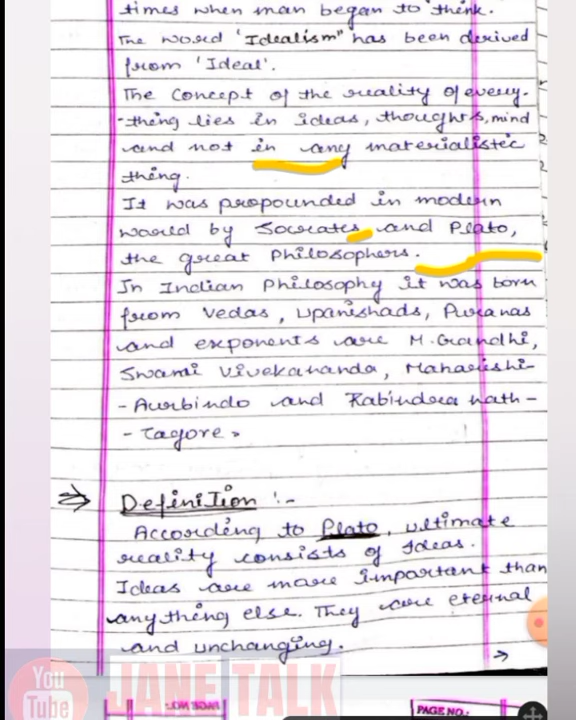 times when man began to think.
The word 'Idealism" has been derived
from 'Ideal'.
The Concept of the reality of every-
-thing lies in ideas, thoughts, mind
and not in any materialistic
thing.
It was propounded in modern
world by Socrates and Plato,
the great Philosophers.
In Indian Philosophy it was born
from Vedas, Upanishads, Puranas
and exponents are M. Gandhi,
Swami Vivekananda, Maharishi-
- Aurbindo and Rabindra nath -
- Tagore.
⇒ Definition :-
According to Plato, ultimate
reality consists of Ideas.
Ideas are more important than
anything else. They are eternal
and unchanging.
→
You
Tube
JANE TALK
PAGE NO.: